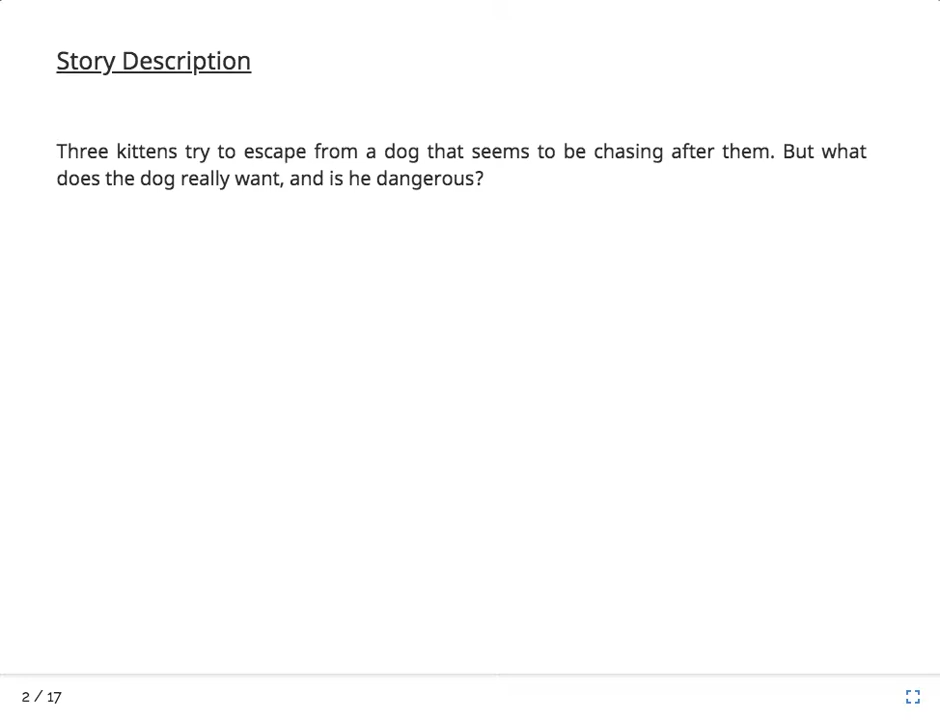 Story Description
Three kittens try to escape from a dog that seems to be chasing after them. But what
does the dog really want, and is he dangerous?
2 / 17